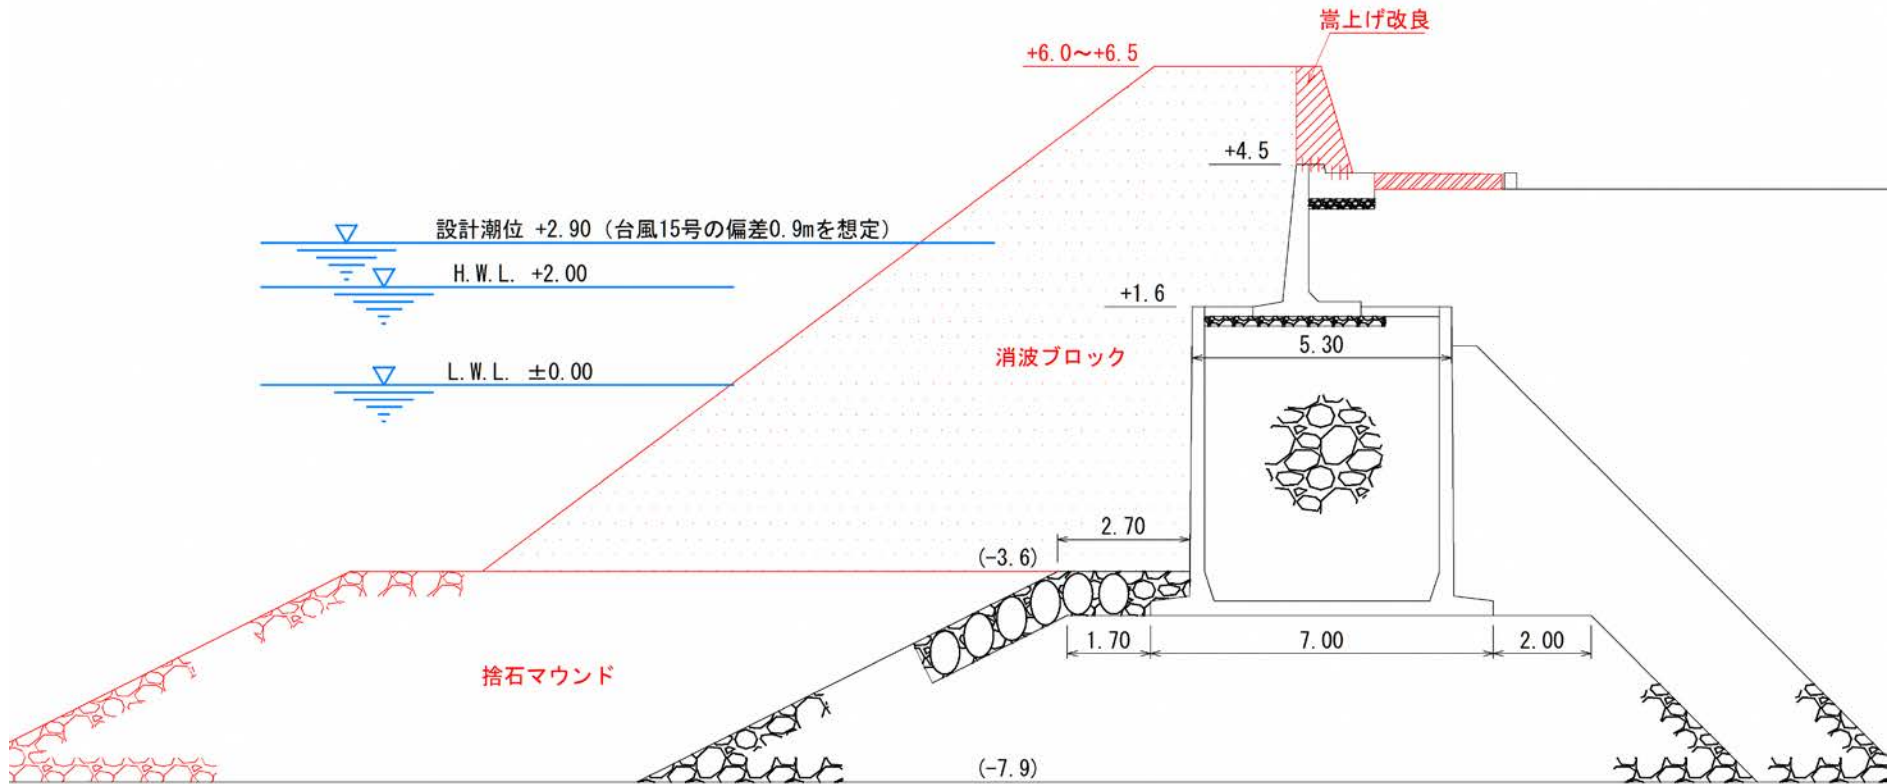 嵩上げ改良
+6.0～+6.5
+4.5
設計潮位 +2.90（台風15号の偏差0.9mを想定）
H.W.L. +2.00
+1.6
消波ブロック
5.30
L.W.L. ±0.00
2.70
(-3.6)
1.70
7.00
2.00
捨石マウンド
(-7.9)